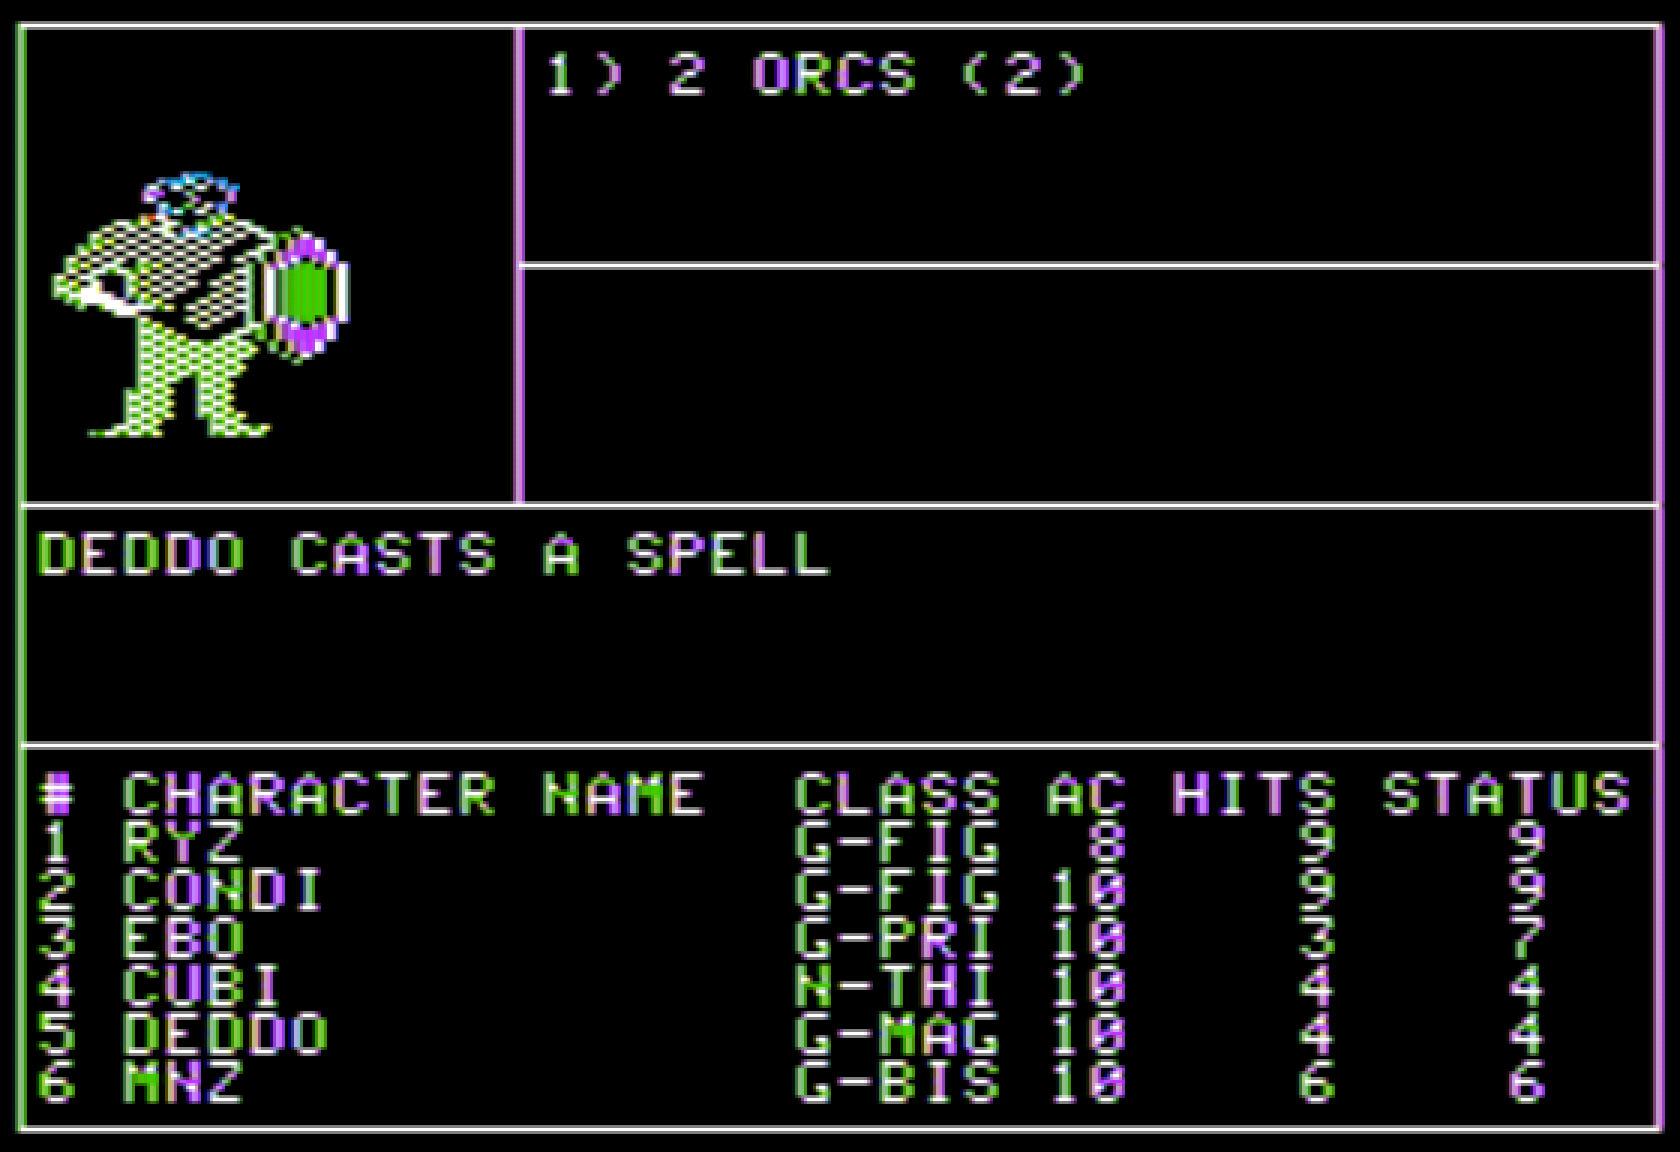 1) 2 ORCS (2)
DEDDO CASTS A SPELL
# CHARACTER NAME CLASS AC HITS STATUS
1 RYZ G-FIG 8 9 9
2 CONDI G-FIG 10 9 9
3 EBO G-PRI 10 3 7
4 CUBI N-THI 10 4 4
5 DEDDO G-MAG 10 4 4
6 MNZ G-BIS 10 6 6